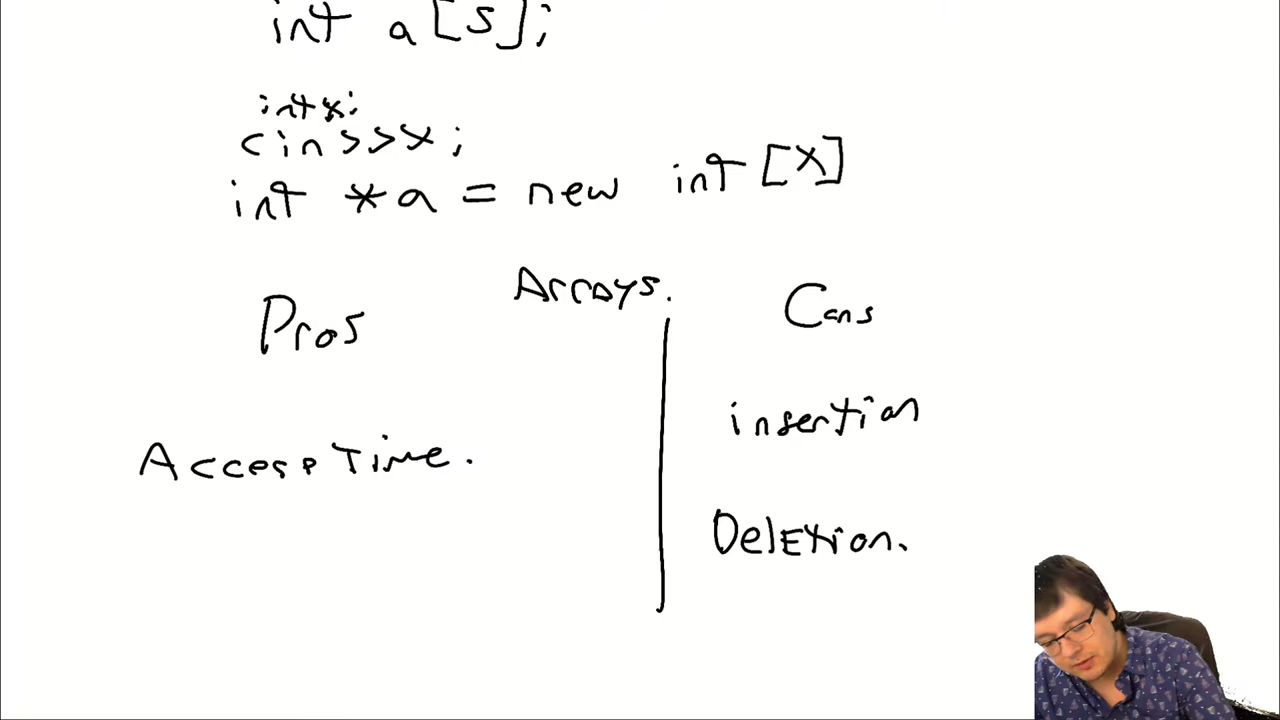 int a[5];
int x;
cin>>x;
int *a = new int[x]
Arrays.
Pros
Cons
insertion
Access Time.
Deletion.